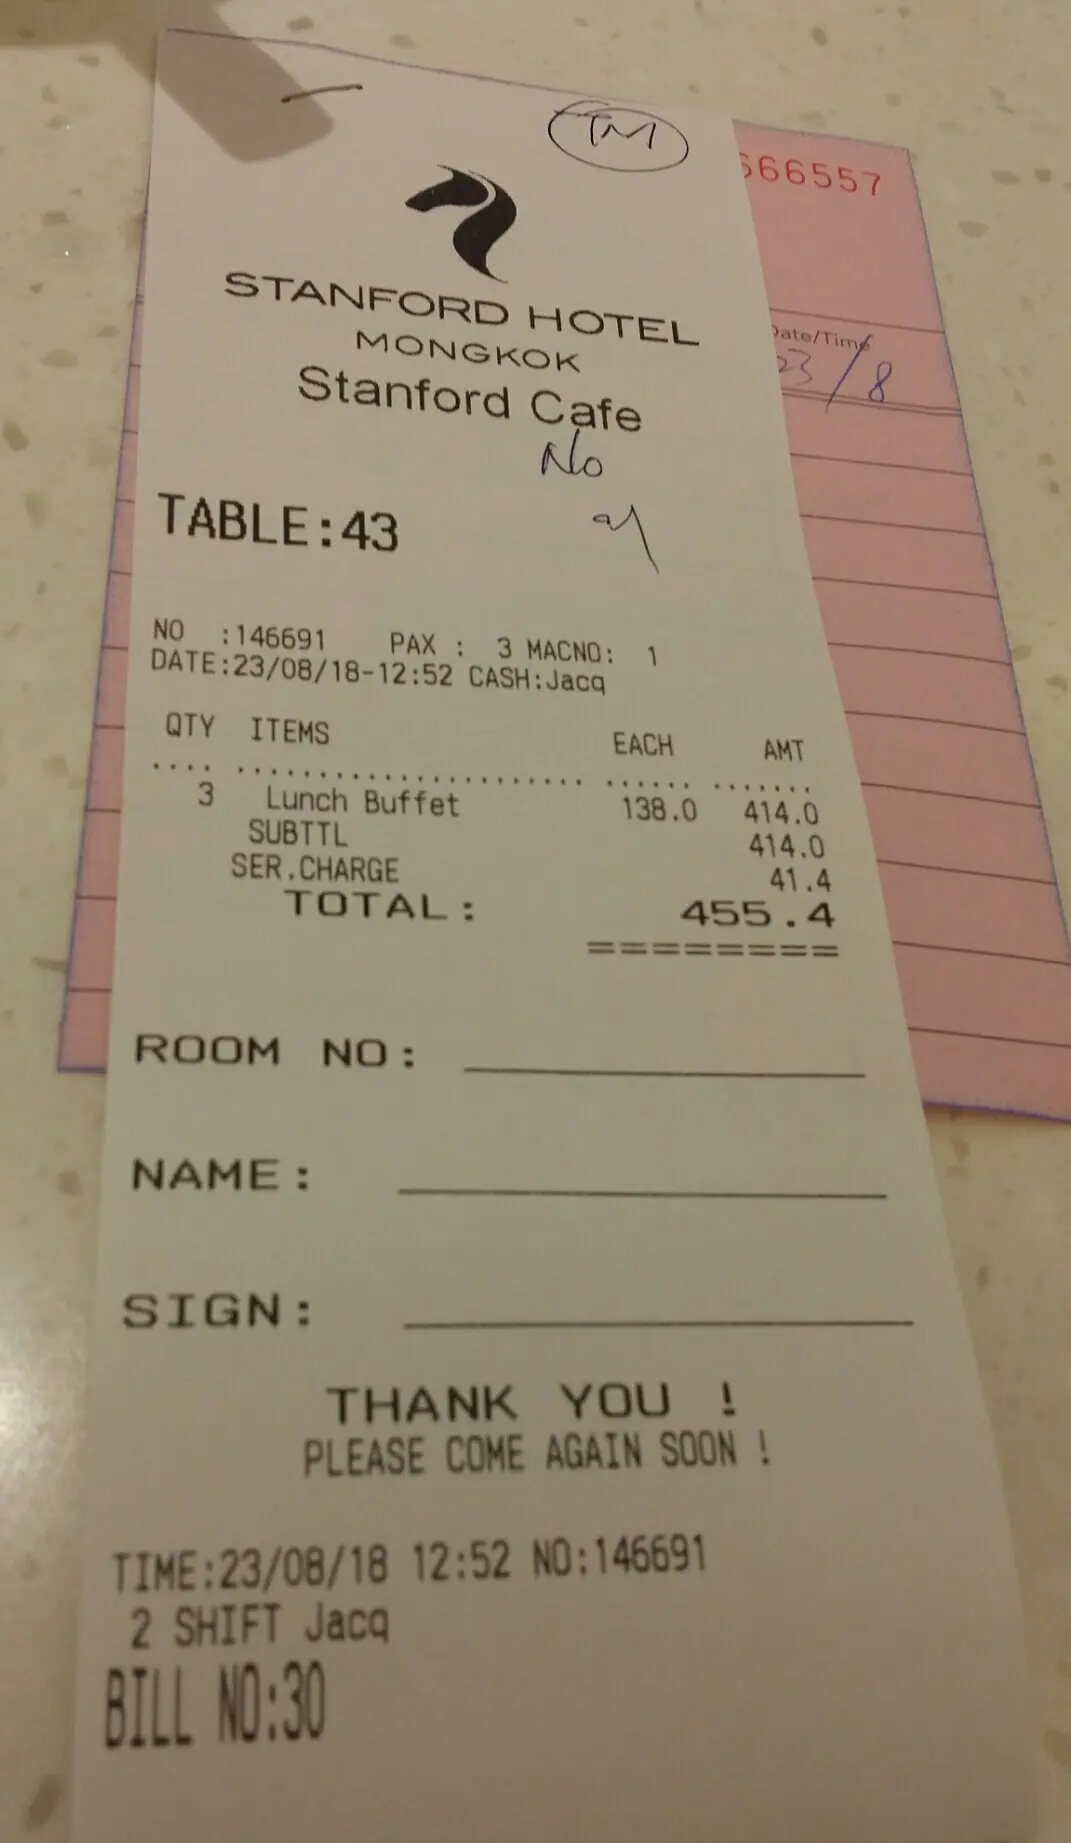 TM
STANFORD HOTEL
MONGKOK
Stanford Cafe
No
TABLE:43
NO :146691 PAX : 3 MACNO: 1
DATE:23/08/18-12:52 CASH:Jacq
QTY ITEMS EACH AMT
.... ....................... ...... .......
3 Lunch Buffet 138.0 414.0
SUBTTL 414.0
SER.CHARGE 41.4
TOTAL: 455.4
========
ROOM NO:
NAME:
SIGN:
THANK YOU !
PLEASE COME AGAIN SOON !
TIME:23/08/18 12:52 NO:146691
2 SHIFT Jacq
BILL NO:30
66557
Date/Time
23/8